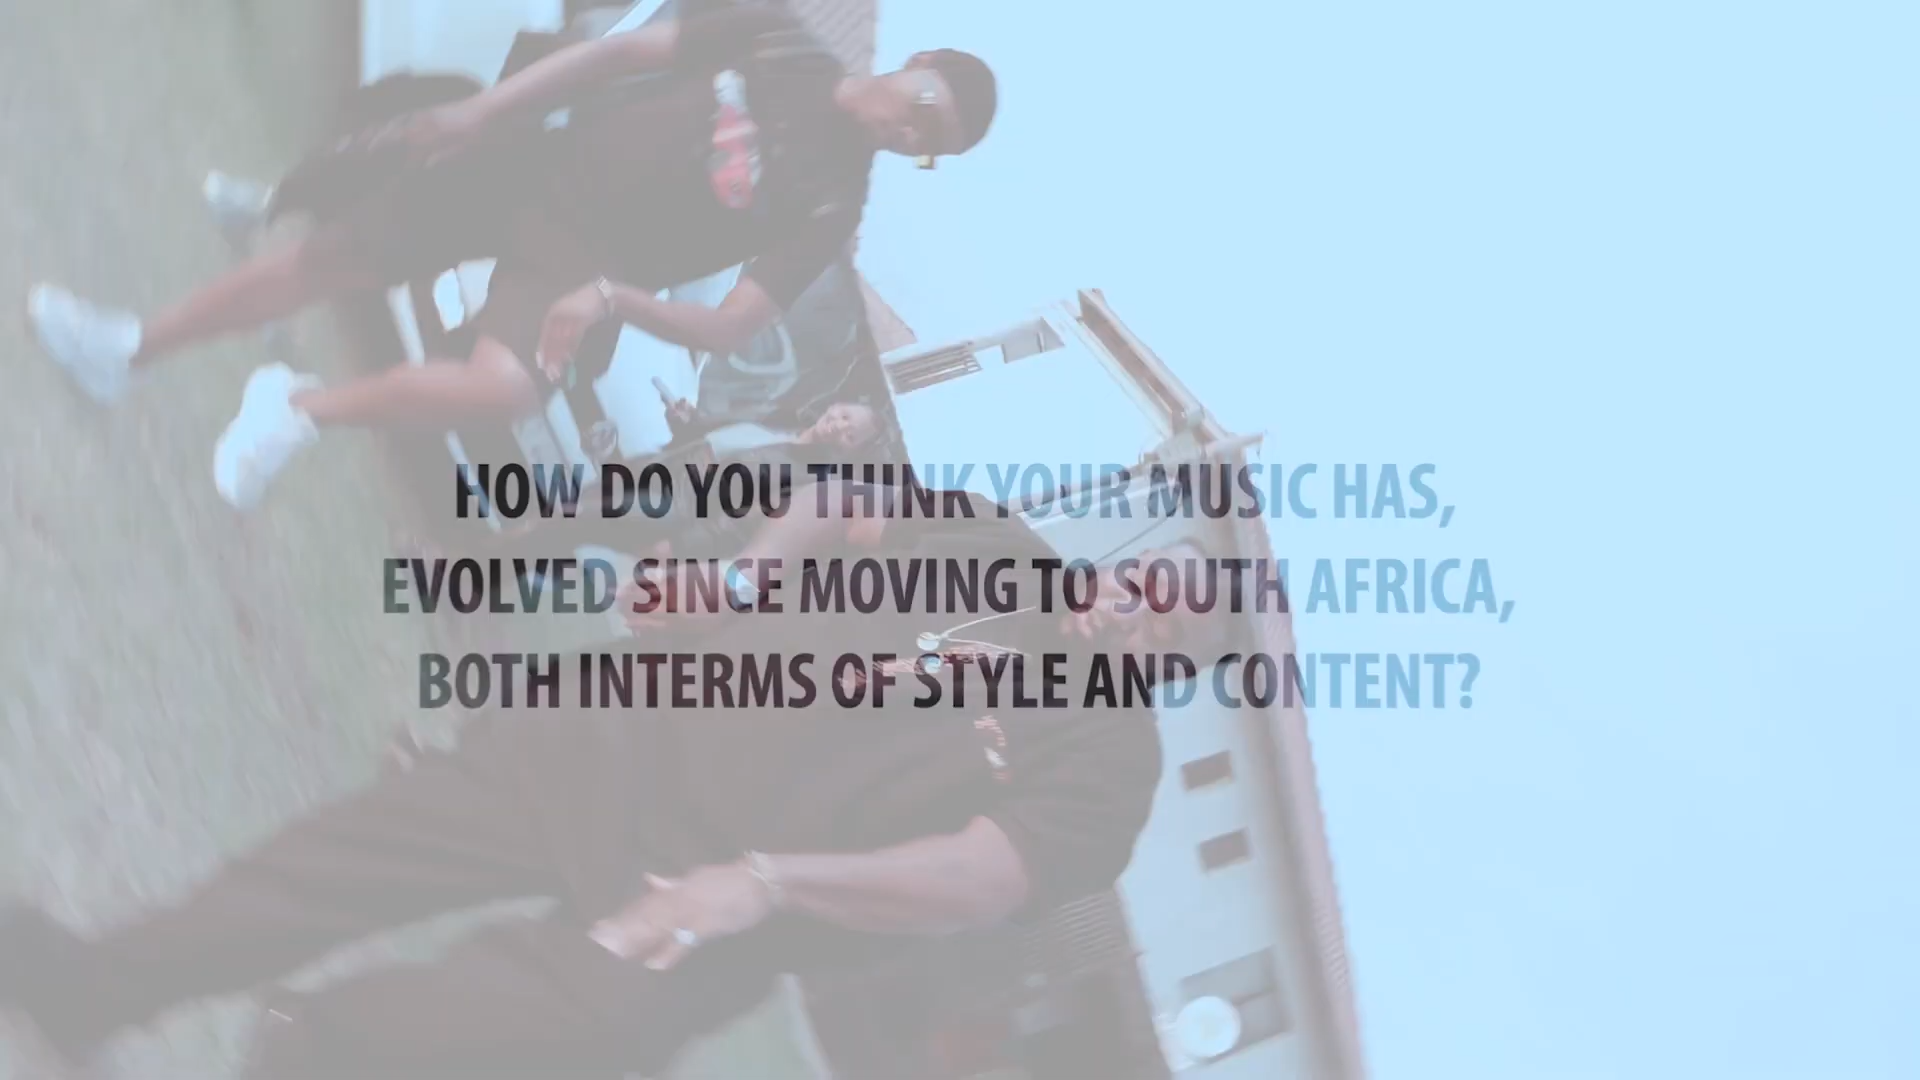 HOW DO YOU THINK YOUR MUSIC HAS,
EVOLVED SINCE MOVING TO SOUTH AFRICA,
BOTH INTERMS OF STYLE AND CONTENT?